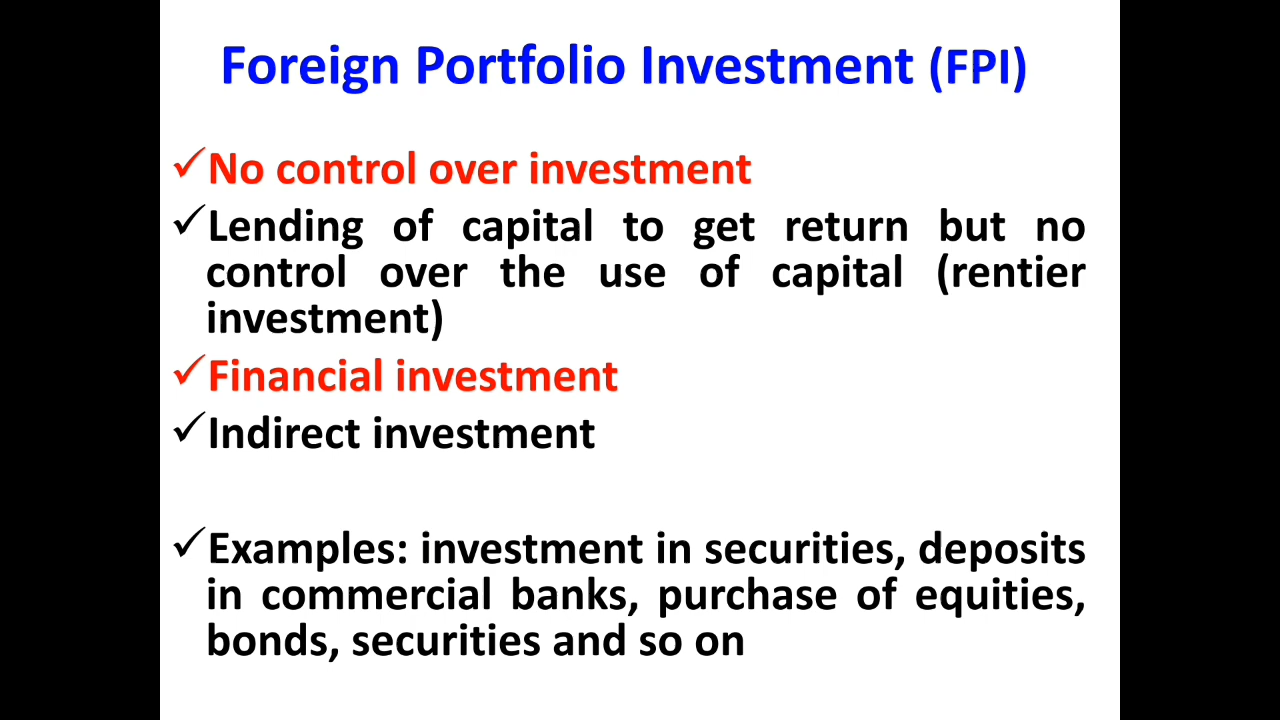 Foreign Portfolio Investment (FPI)
✓No control over investment
✓Lending of capital to get return but no
control over the use of capital (rentier
investment)
✓Financial investment
✓Indirect investment
✓Examples: investment in securities, deposits
in commercial banks, purchase of equities,
bonds, securities and so on